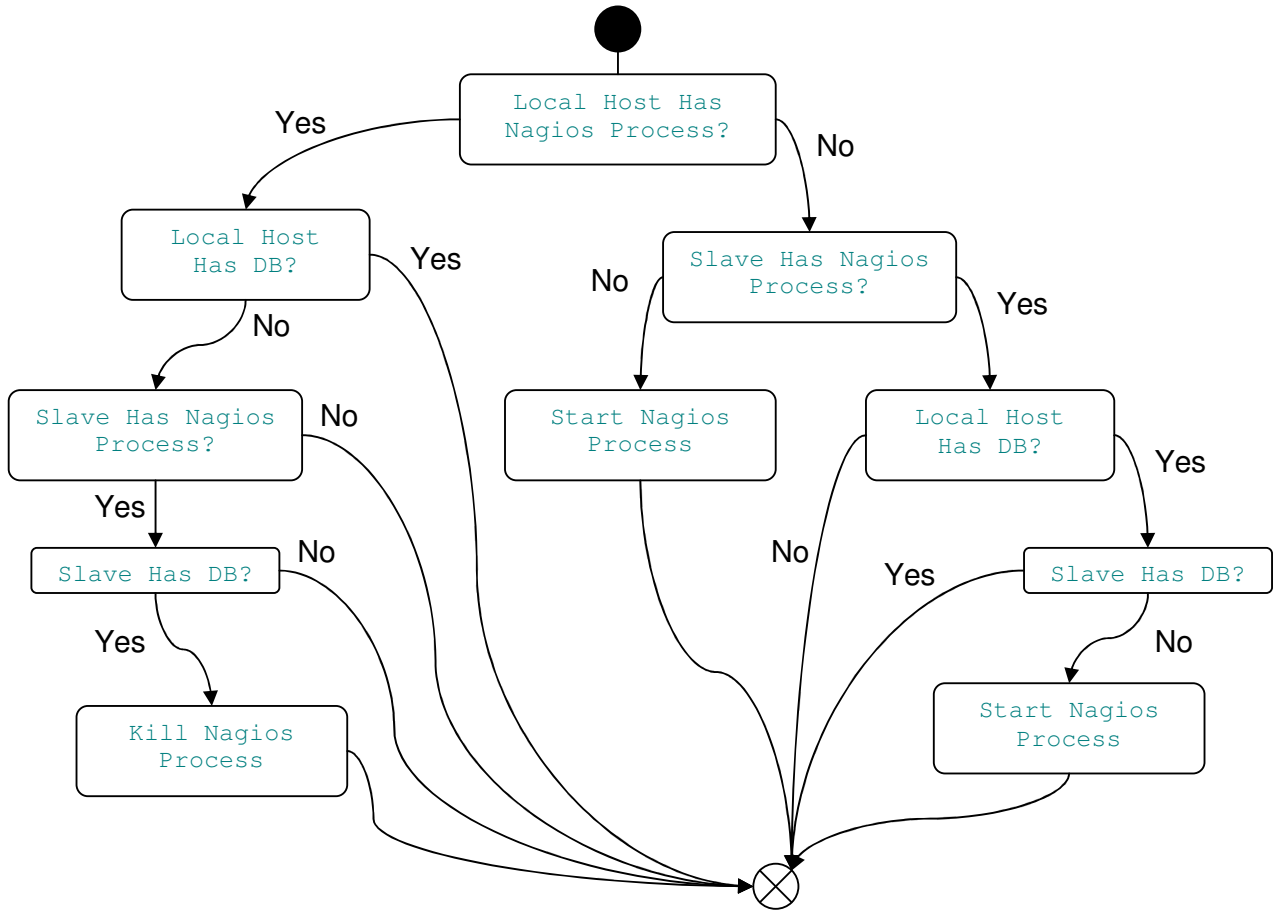 Local Host Has
Nagios Process?
Yes
No
Local Host
Has DB?
Yes
No
Slave Has Nagios
Process?
No
Yes
Slave Has Nagios
Process?
No
Yes
Start Nagios
Process
Local Host
Has DB?
No
Yes
Slave Has DB?
No
Yes
Slave Has DB?
Yes
No
Kill Nagios
Process
Start Nagios
Process